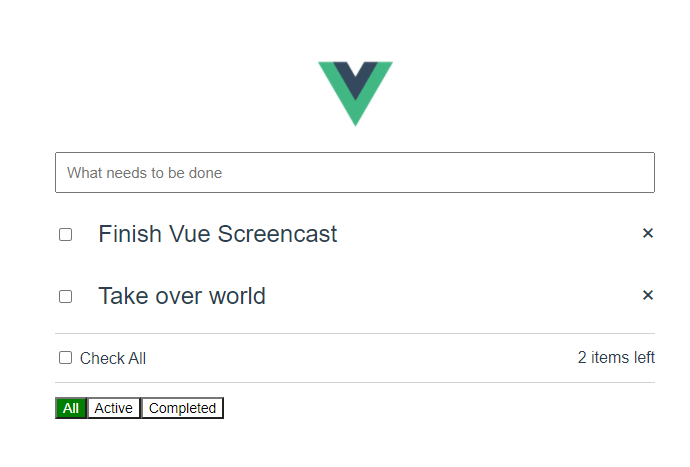 What needs to be done
Finish Vue Screencast ×
Take over world ×
Check All 2 items left
All Active Completed